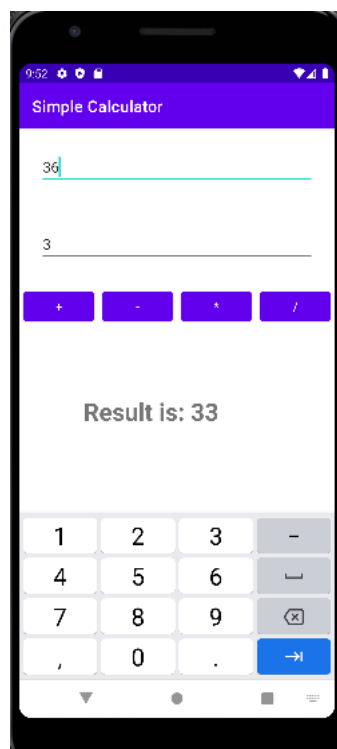 9:52
Simple Calculator
36
3
+ - * /
Result is: 33
1 2 3 -
4 5 6
7 8 9
, 0 .